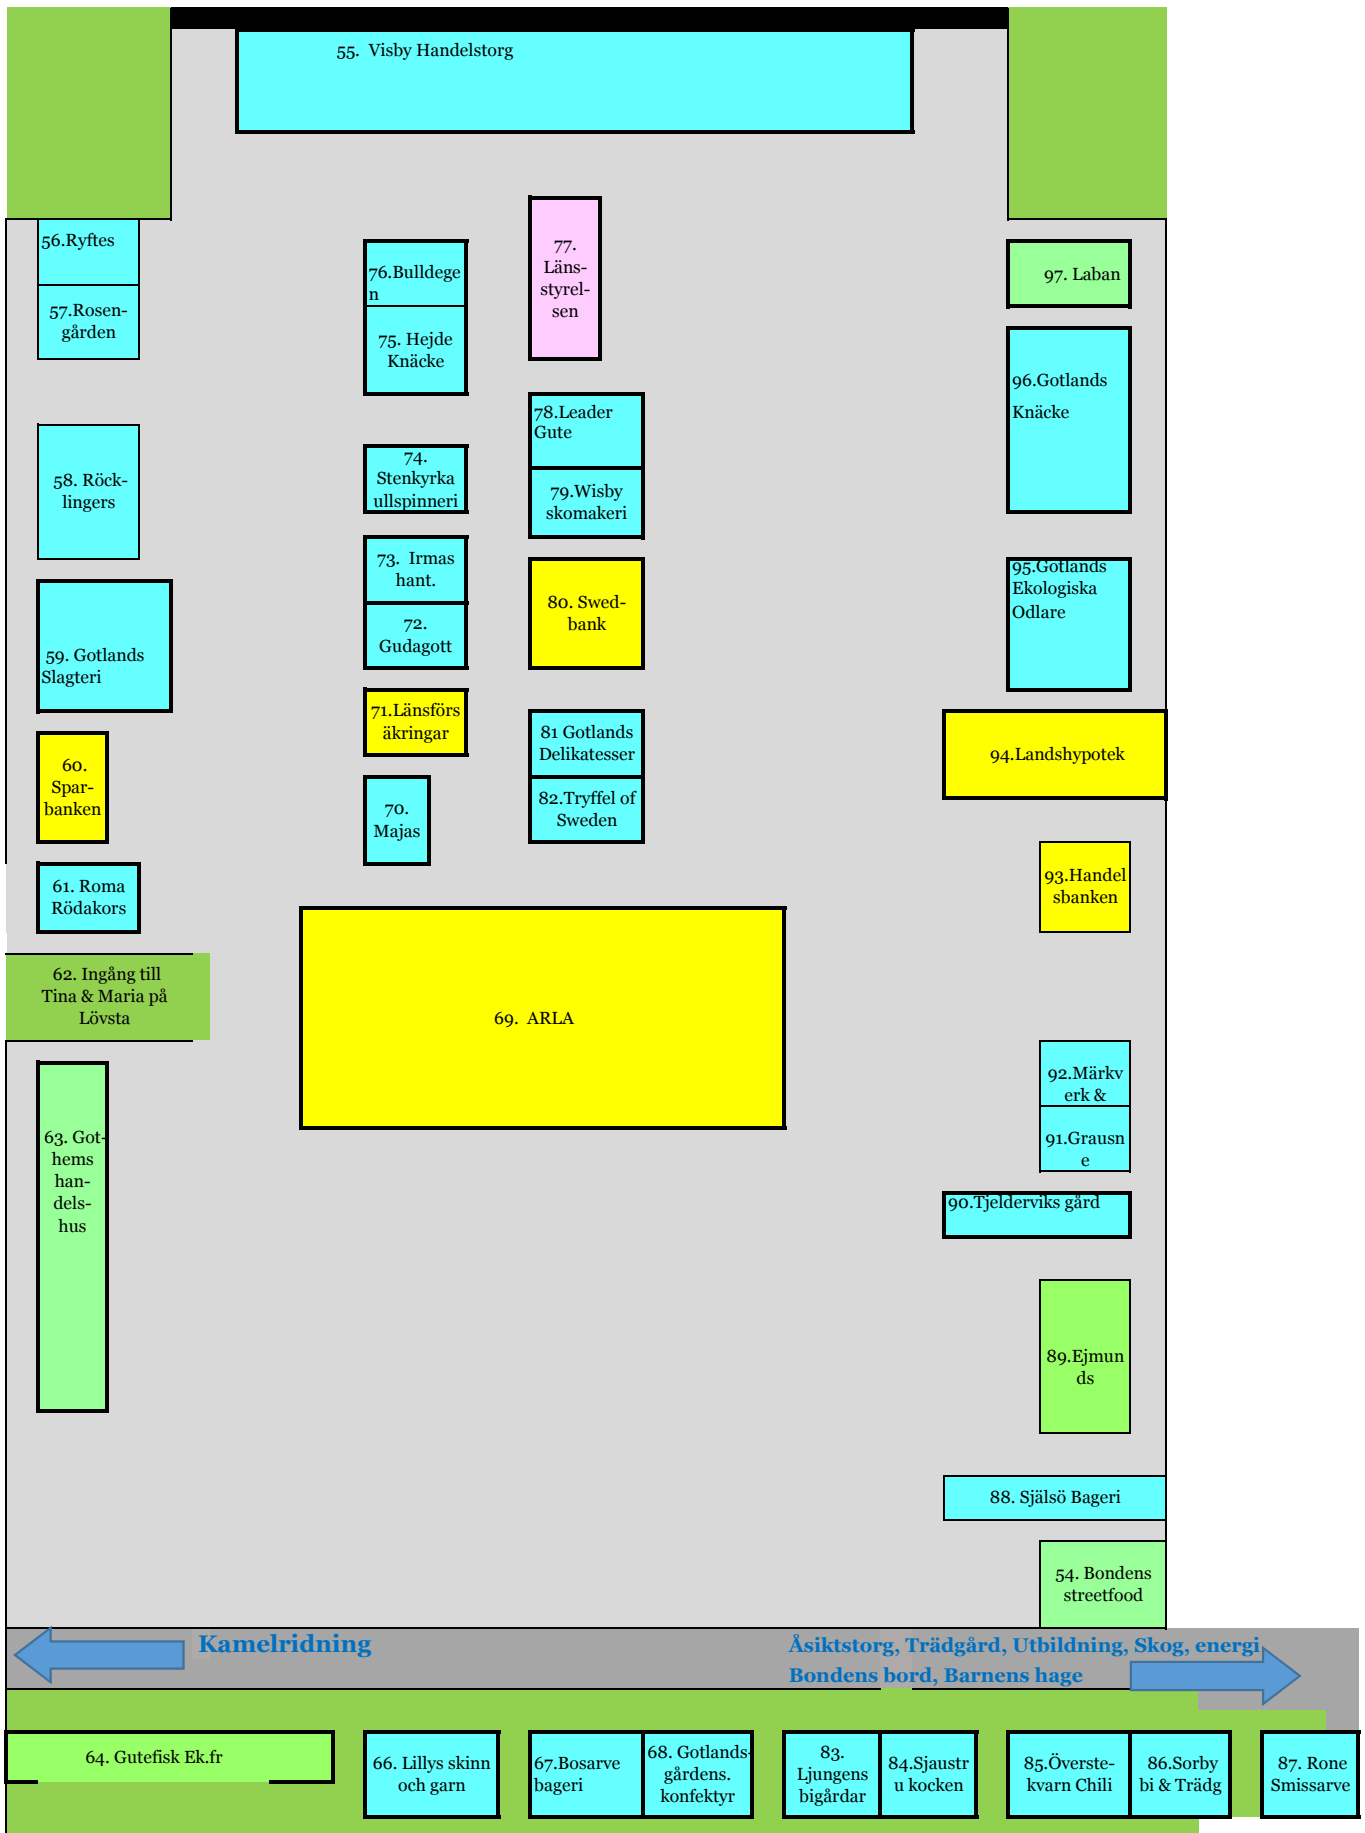 55. Visby Handelstorg
56.Ryftes
57.Rosen-
gården
58. Röck-
lingers
59. Gotlands
Slagteri
60.
Spar-
banken
61. Roma
Rödakors
62. Ingång till
Tina & Maria på
Lövsta
63. Got-
hems
han-
dels-
hus
76.Bulldege
n
75. Hejde
Knäcke
74.
Stenkyrka
ullspinneri
73. Irmas
hant.
72.
Gudagott
71.Länsförs
äkringar
70.
Majas
77.
Läns-
styrel-
sen
78.Leader
Gute
79.Wisby
skomakeri
80. Swed-
bank
81 Gotlands
Delikatesser
82.Tryffel of
Sweden
69. ARLA
97. Laban
96.Gotlands
Knäcke
95.Gotlands
Ekologiska
Odlare
94.Landshypotek
93.Handel
sbanken
92.Märkv
erk &
91.Grausn
e
90.Tjelderviks gård
89.Ejmun
ds
88. Själsö Bageri
54. Bondens
streetfood
Kamelridning
Åsiktstorg, Trädgård, Utbildning, Skog, energi
Bondens bord, Barnens hage
64. Gutefisk Ek.fr
66. Lillys skinn
och garn
67.Bosarve
bageri
68. Gotlands-
gårdens.
konfektyr
83.
Ljungens
bigårdar
84.Sjaustr
u kocken
85.Överste-
kvarn Chili
86.Sorby
bi & Trädg
87. Rone
Smissarve